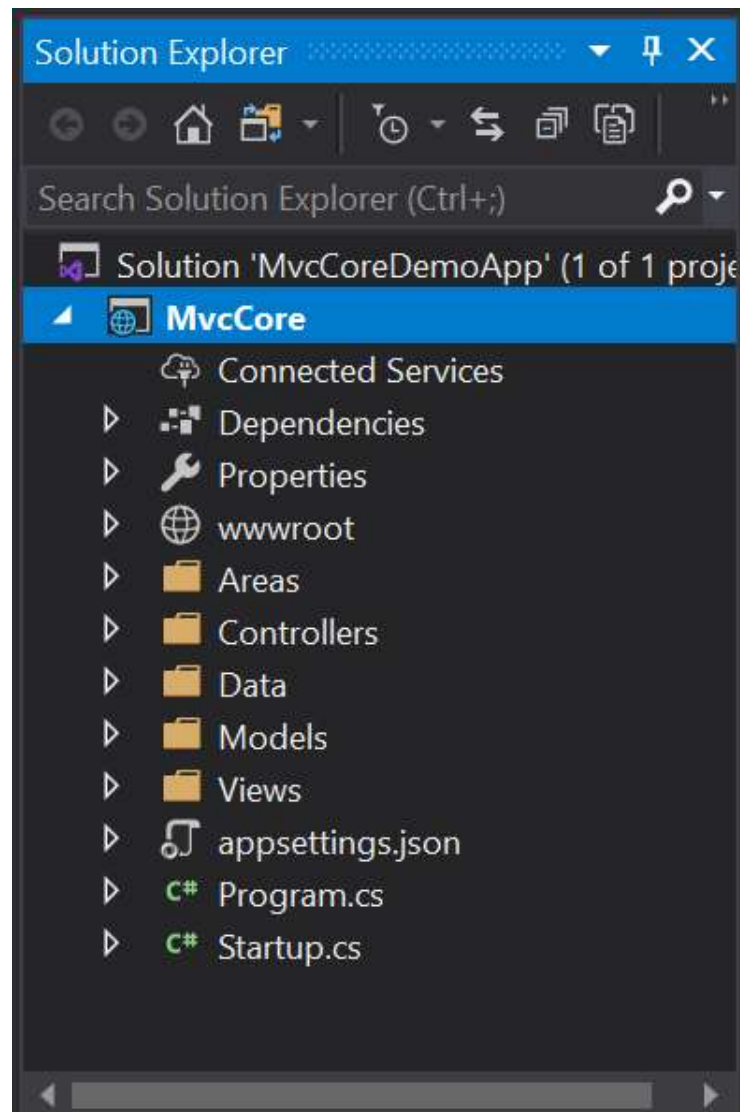 Solution Explorer
Search Solution Explorer (Ctrl+;)
Solution 'MvcCoreDemoApp' (1 of 1 proje
MvcCore
Connected Services
Dependencies
Properties
wwwroot
Areas
Controllers
Data
Models
Views
appsettings.json
C# Program.cs
C# Startup.cs